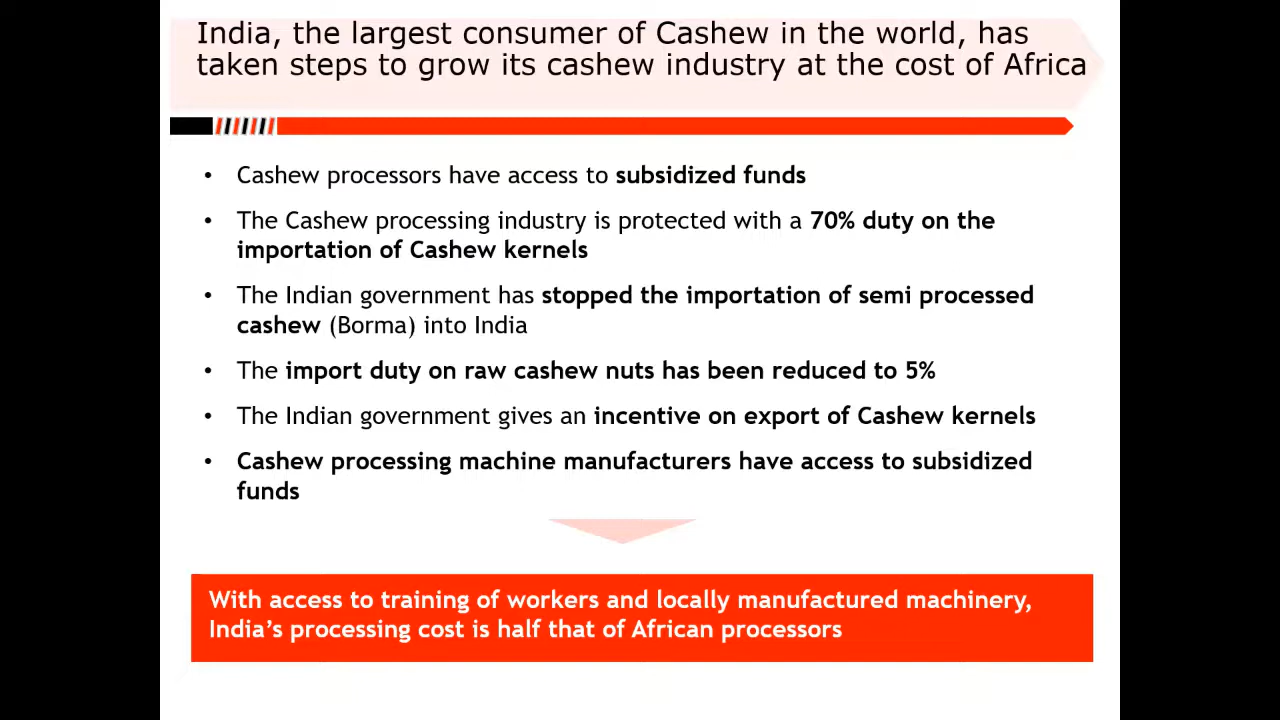 India, the largest consumer of Cashew in the world, has
taken steps to grow its cashew industry at the cost of Africa
• Cashew processors have access to subsidized funds
• The Cashew processing industry is protected with a 70% duty on the
importation of Cashew kernels
• The Indian government has stopped the importation of semi processed
cashew (Borma) into India
• The import duty on raw cashew nuts has been reduced to 5%
• The Indian government gives an incentive on export of Cashew kernels
• Cashew processing machine manufacturers have access to subsidized
funds
With access to training of workers and locally manufactured machinery,
India’s processing cost is half that of African processors